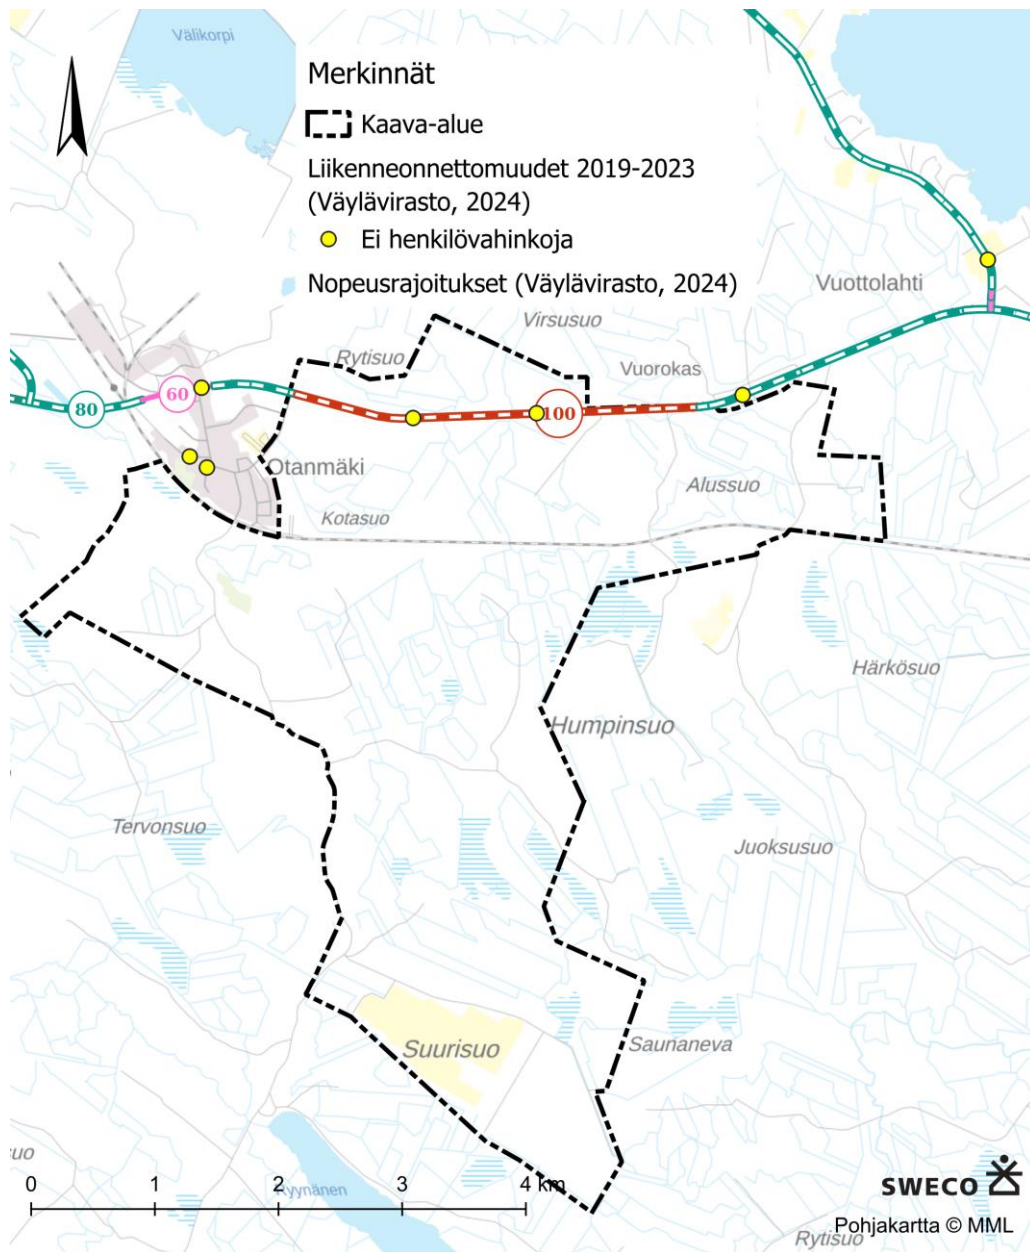 Välikorpi
Merkinnät
Kaava-alue
Liikenneonnettomuudet 2019-2023
(Väylävirasto, 2024)
Ei henkilövahinkoja
Nopeusrajoitukset (Väylävirasto, 2024)
Vuottolahti
Virsusuo
Rytisuo
Vuorokas
60
80
100
Otanmäki
Alussuo
Kotasuo
Härkösuo
Humpinsuo
Tervonsuo
Juoksusuo
Suurisuo
Saunaneva
uo
0 1 2 3 4 km
Kyynänen
SWECO
Pohjakartta © MML
Rytisuo